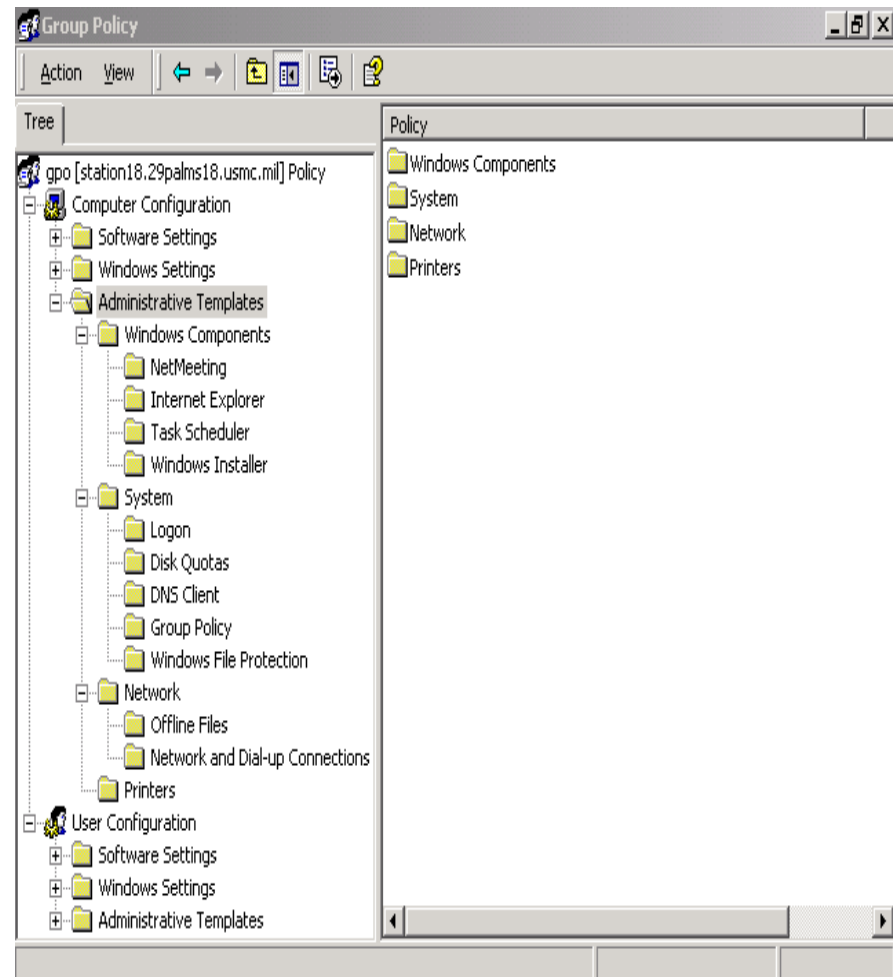 Group Policy
Action View
Tree
Policy
gpo [station18.29palms18.usmc.mil] Policy
Computer Configuration
Software Settings
Windows Settings
Administrative Templates
Windows Components
NetMeeting
Internet Explorer
Task Scheduler
Windows Installer
System
Logon
Disk Quotas
DNS Client
Group Policy
Windows File Protection
Network
Offline Files
Network and Dial-up Connections
Printers
User Configuration
Software Settings
Windows Settings
Administrative Templates
Windows Components
System
Network
Printers